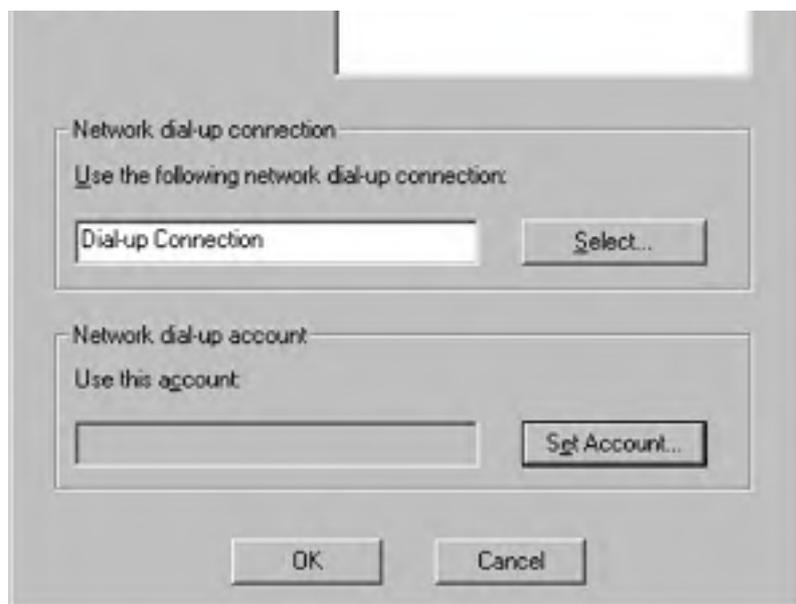 Network dial-up connection
Use the following network dial-up connection:
Dial-up Connection
Select...
Network dial-up account
Use this account:
Set Account...
OK
Cancel